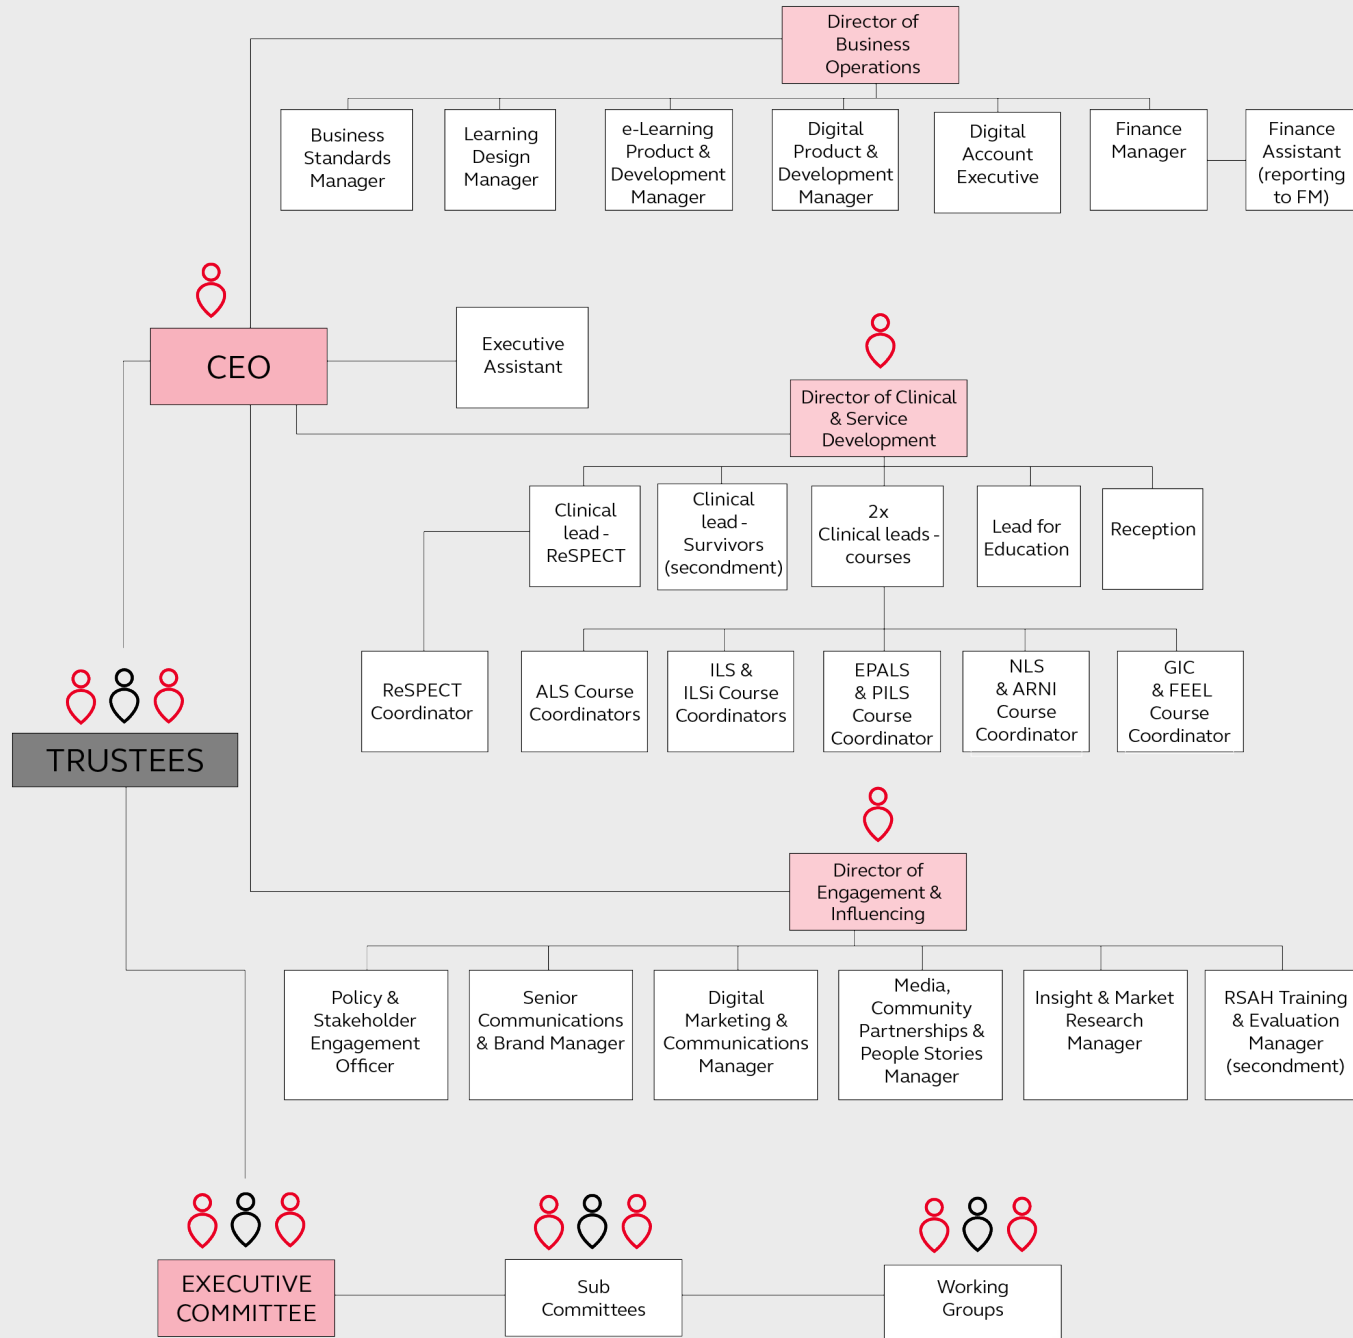 Director of
Business
Operations
Business
Standards
Manager
Learning
Design
Manager
e-Learning
Product &
Development
Manager
Digital
Product &
Development
Manager
Digital
Account
Executive
Finance
Manager
Finance
Assistant
(reporting
to FM)
CEO
Executive
Assistant
Director of Clinical
& Service
Development
Clinical
lead -
ReSPECT
Clinical
lead -
Survivors
(secondment)
2x
Clinical leads -
courses
Lead for
Education
Reception
ReSPECT
Coordinator
ALS Course
Coordinators
ILS &
ILSi Course
Coordinators
EPALS
& PILS
Course
Coordinator
NLS
& ARNI
Course
Coordinator
GIC
& FEEL
Course
Coordinator
TRUSTEES
Director of
Engagement &
Influencing
Policy &
Stakeholder
Engagement
Officer
Senior
Communications
& Brand Manager
Digital
Marketing &
Communications
Manager
Media,
Community
Partnerships &
People Stories
Manager
Insight & Market
Research
Manager
RSAH Training
& Evaluation
Manager
(secondment)
EXECUTIVE
COMMITTEE
Sub
Committees
Working
Groups